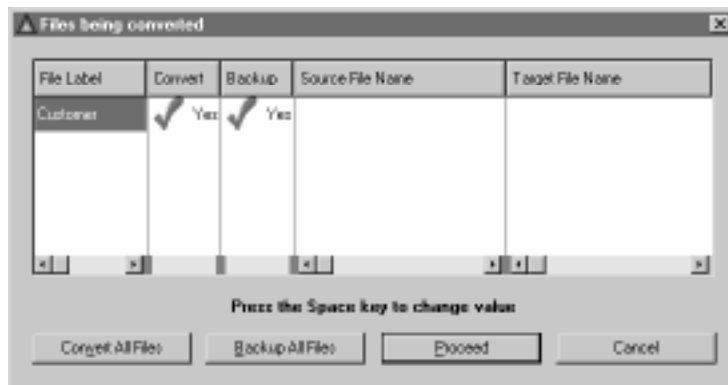 Files being converted
File Label Convert Backup Source File Name Target File Name
Customer Yes Yes
Press the Space key to change value
Convert All Files Backup All Files Proceed Cancel